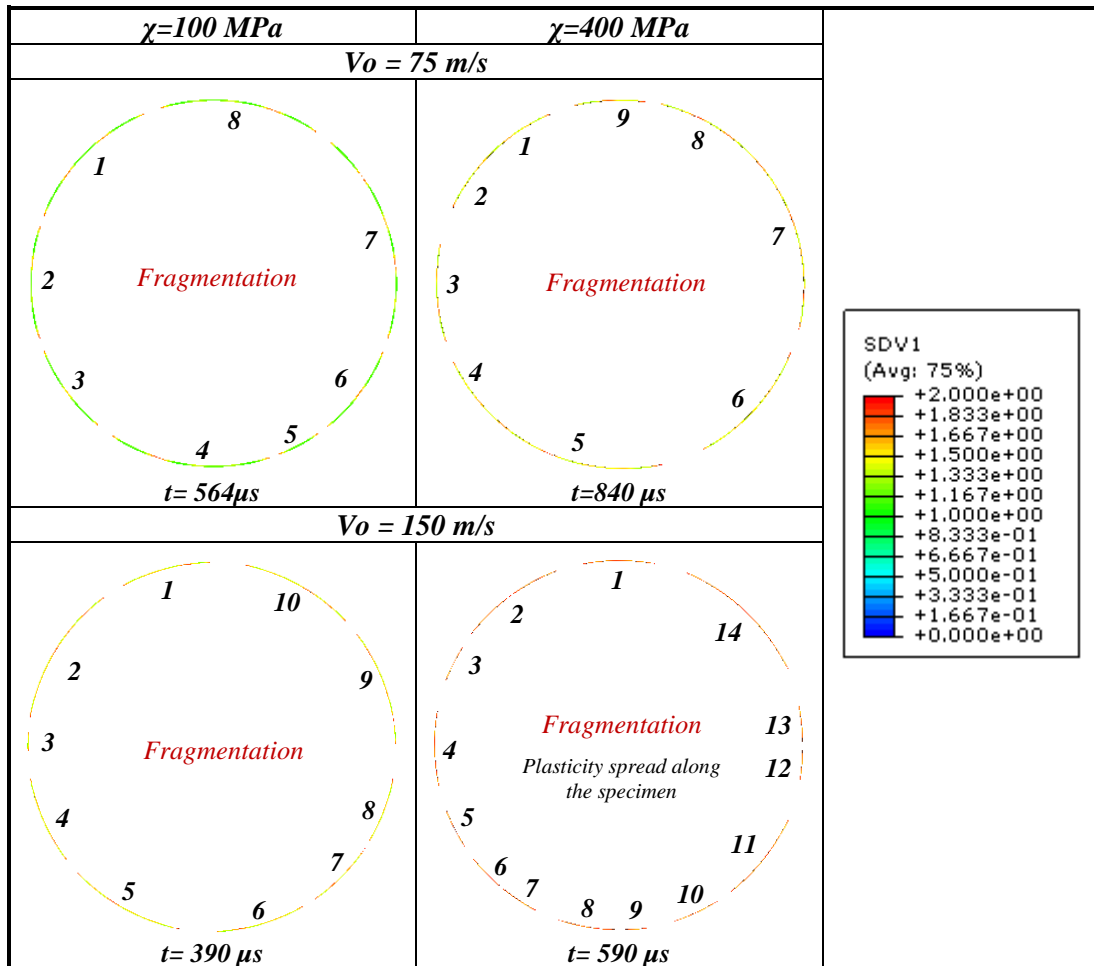 χ=100 MPa χ=400 MPa
Vo = 75 m/s
8
1
7
2
Fragmentation
3
6
5
4
t= 564μs
9
8
1
2
7
3
Fragmentation
4
6
5
t=840 μs
Vo = 150 m/s
1
10
2
9
3
Fragmentation
4
8
7
5
6
t= 390 μs
1
2
14
3
Fragmentation
13
4
Plasticity spread along
the specimen
12
5
11
6
7
10
8
9
t= 590 μs
SDV1
(Avg: 75%)
+2.000e+00
+1.833e+00
+1.667e+00
+1.500e+00
+1.333e+00
+1.167e+00
+1.000e+00
+8.333e-01
+6.667e-01
+5.000e-01
+3.333e-01
+1.667e-01
+0.000e+00